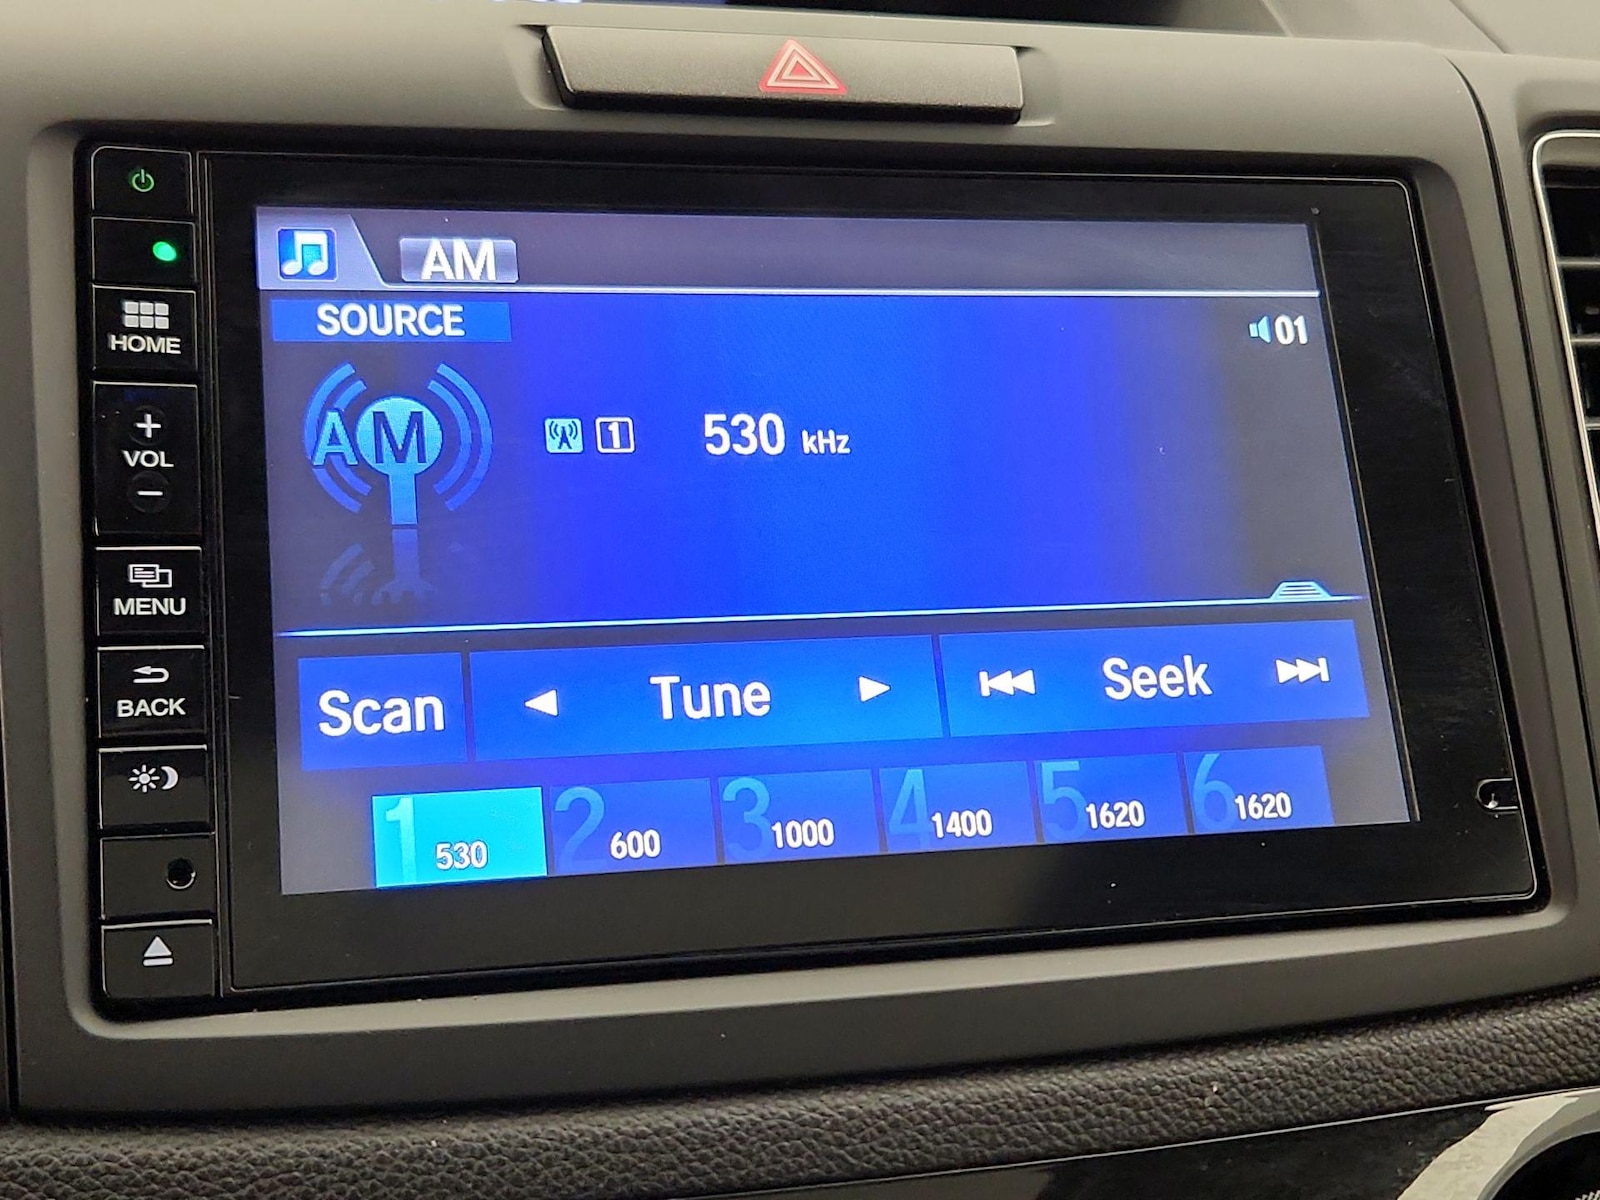 AM
SOURCE
01
AM
1 530 kHz
HOME
+
VOL
−
MENU
BACK
Scan Tune Seek
1 530 2 600 3 1000 4 1400 5 1620 6 1620